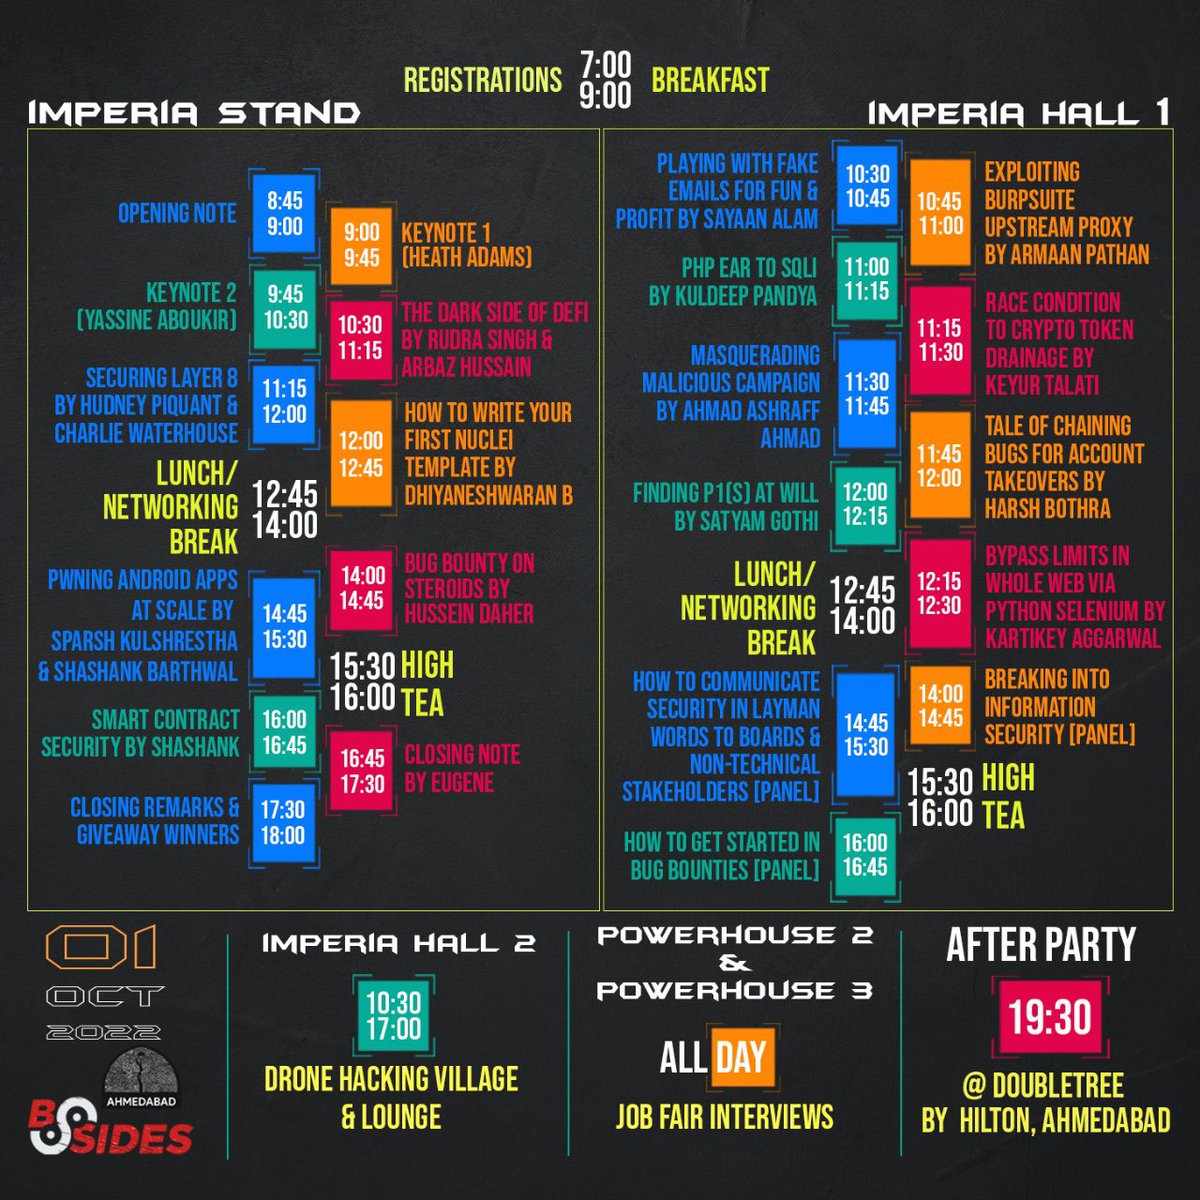 REGISTRATIONS 7:00 9:00 BREAKFAST
IMPERIA STAND
OPENING NOTE
8:45
9:00
9:00
9:45
KEYNOTE 1
(HEATH ADAMS)
KEYNOTE 2
(YASSINE ABOUKIR)
9:45
10:30
10:30
11:15
THE DARK SIDE OF DEFI
BY RUDRA SINGH &
ARBAZ HUSSAIN
SECURING LAYER 8
BY HUDNEY PIQUANT &
CHARLIE WATERHOUSE
11:15
12:00
12:00
12:45
HOW TO WRITE YOUR
FIRST NUCLEI
TEMPLATE BY
DHIYANESHWARAN B
LUNCH/
NETWORKING
BREAK
12:45
14:00
14:00
14:45
BUG BOUNTY ON
STEROIDS BY
HUSSEIN DAHER
PWNING ANDROID APPS
AT SCALE BY
SPARSH KULSHRESTHA
& SHASHANK BARTHWAL
14:45
15:30
15:30
16:00
HIGH
TEA
SMART CONTRACT
SECURITY BY SHASHANK
16:00
16:45
16:45
17:30
CLOSING NOTE
BY EUGENE
CLOSING REMARKS &
GIVEAWAY WINNERS
17:30
18:00
IMPERIA HALL 1
PLAYING WITH FAKE
EMAILS FOR FUN &
PROFIT BY SAYAAN ALAM
10:30
10:45
10:45
11:00
EXPLOITING
BURPSUITE
UPSTREAM PROXY
BY ARMAAN PATHAN
PHP EAR TO SQLI
BY KULDEEP PANDYA
11:00
11:15
11:15
11:30
RACE CONDITION
TO CRYPTO TOKEN
DRAINAGE BY
KEYUR TALATI
MASQUERADING
MALICIOUS CAMPAIGN
BY AHMAD ASHRAFF
AHMAD
11:30
11:45
11:45
12:00
TALE OF CHAINING
BUGS FOR ACCOUNT
TAKEOVERS BY
HARSH BOTHRA
FINDING P1(S) AT WILL
BY SATYAM GOTHI
12:00
12:15
12:15
12:30
BYPASS LIMITS IN
WHOLE WEB VIA
PYTHON SELENIUM BY
KARTIKEY AGGARWAL
LUNCH/
NETWORKING
BREAK
12:45
14:00
14:00
14:45
BREAKING INTO
INFORMATION
SECURITY [PANEL]
HOW TO COMMUNICATE
SECURITY IN LAYMAN
WORDS TO BOARDS &
NON-TECHNICAL
STAKEHOLDERS [PANEL]
14:45
15:30
15:30
16:00
HIGH
TEA
HOW TO GET STARTED IN
BUG BOUNTIES [PANEL]
16:00
16:45
01
OCT
2022
AHMEDABAD
BSIDES
IMPERIA HALL 2
10:30
17:00
DRONE HACKING VILLAGE
& LOUNGE
POWERHOUSE 2
&
POWERHOUSE 3
ALL DAY
JOB FAIR INTERVIEWS
AFTER PARTY
19:30
@ DOUBLETREE
BY HILTON, AHMEDABAD